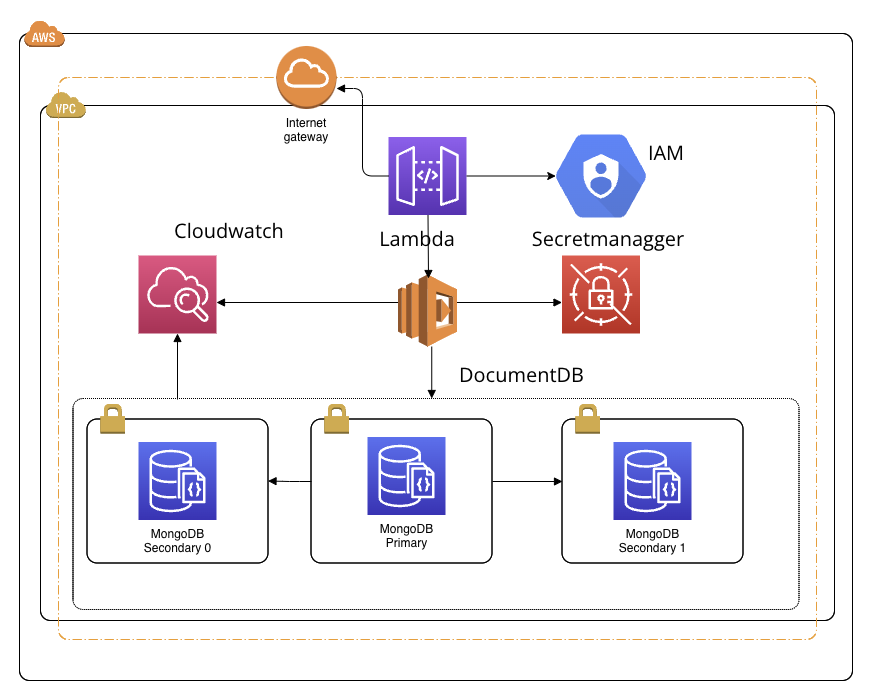 AWS
VPC
Internet
gateway
IAM
Cloudwatch
Lambda
Secretmanagger
DocumentDB
MongoDB
Secondary 0
MongoDB
Primary
MongoDB
Secondary 1